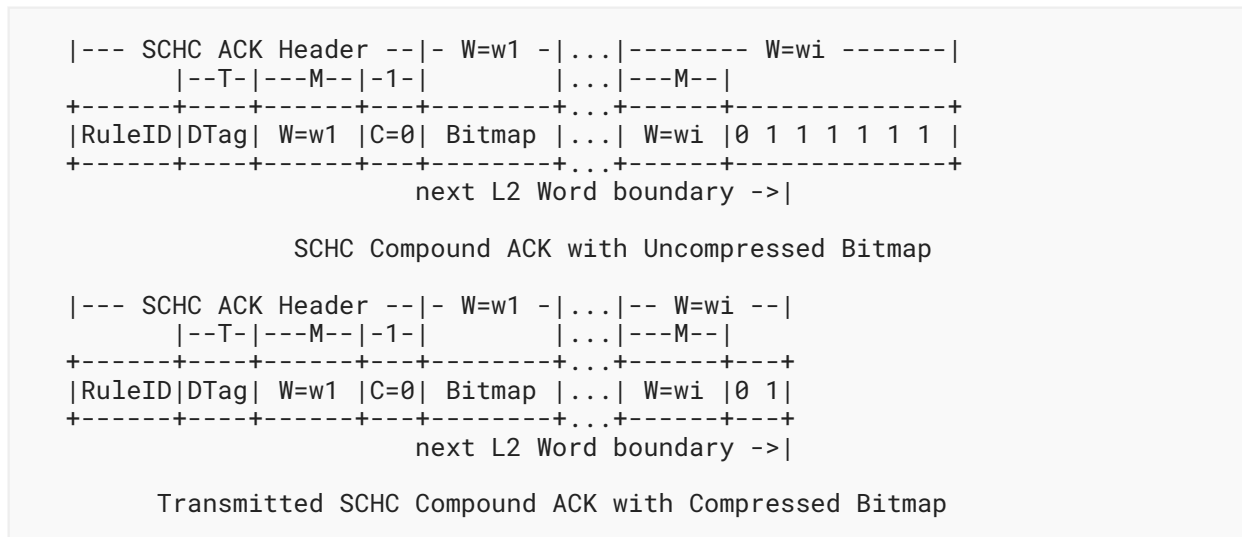 |--- SCHC ACK Header --|- W=w1 -|...|-------- W=wi -------|
       |--T-|---M--|-1-|        |...|---M--|
+------+----+------+---+--------+...+------+--------------+
|RuleID|DTag| W=w1 |C=0| Bitmap |...| W=wi |0 1 1 1 1 1 1 |
+------+----+------+---+--------+...+------+--------------+
                      next L2 Word boundary ->|
SCHC Compound ACK with Uncompressed Bitmap
|--- SCHC ACK Header --|- W=w1 -|...|-- W=wi --|
       |--T-|---M--|-1-|        |...|---M--|
+------+----+------+---+--------+...+------+---+
|RuleID|DTag| W=w1 |C=0| Bitmap |...| W=wi |0 1|
+------+----+------+---+--------+...+------+---+
                      next L2 Word boundary ->|
Transmitted SCHC Compound ACK with Compressed Bitmap